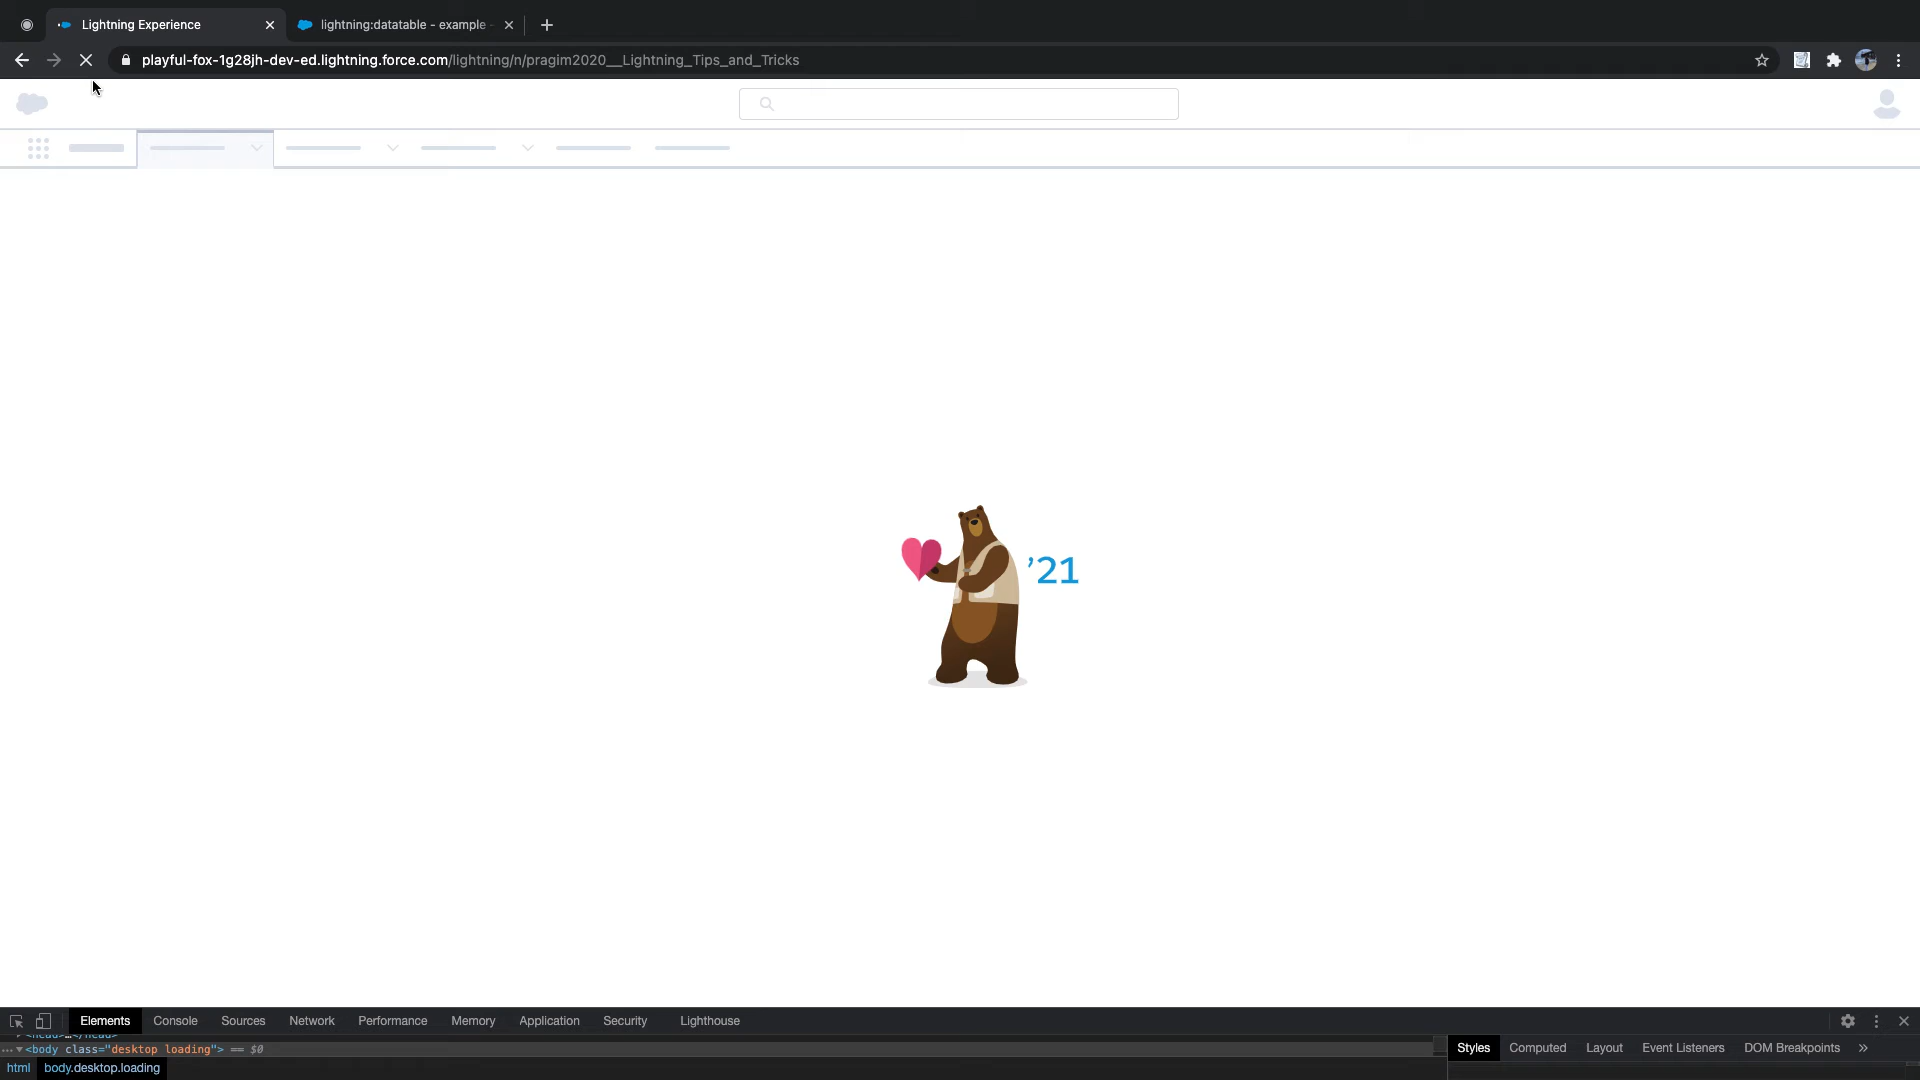 Lightning Experience
lightning:datatable - example -
playful-fox-1g28jh-dev-ed.lightning.force.com/lightning/n/pragim2020__Lightning_Tips_and_Tricks
’21
Elements Console Sources Network Performance Memory Application Security Lighthouse
<head>…</head>
<body class="desktop loading"> == $0
Styles Computed Layout Event Listeners DOM Breakpoints »
html body.desktop.loading